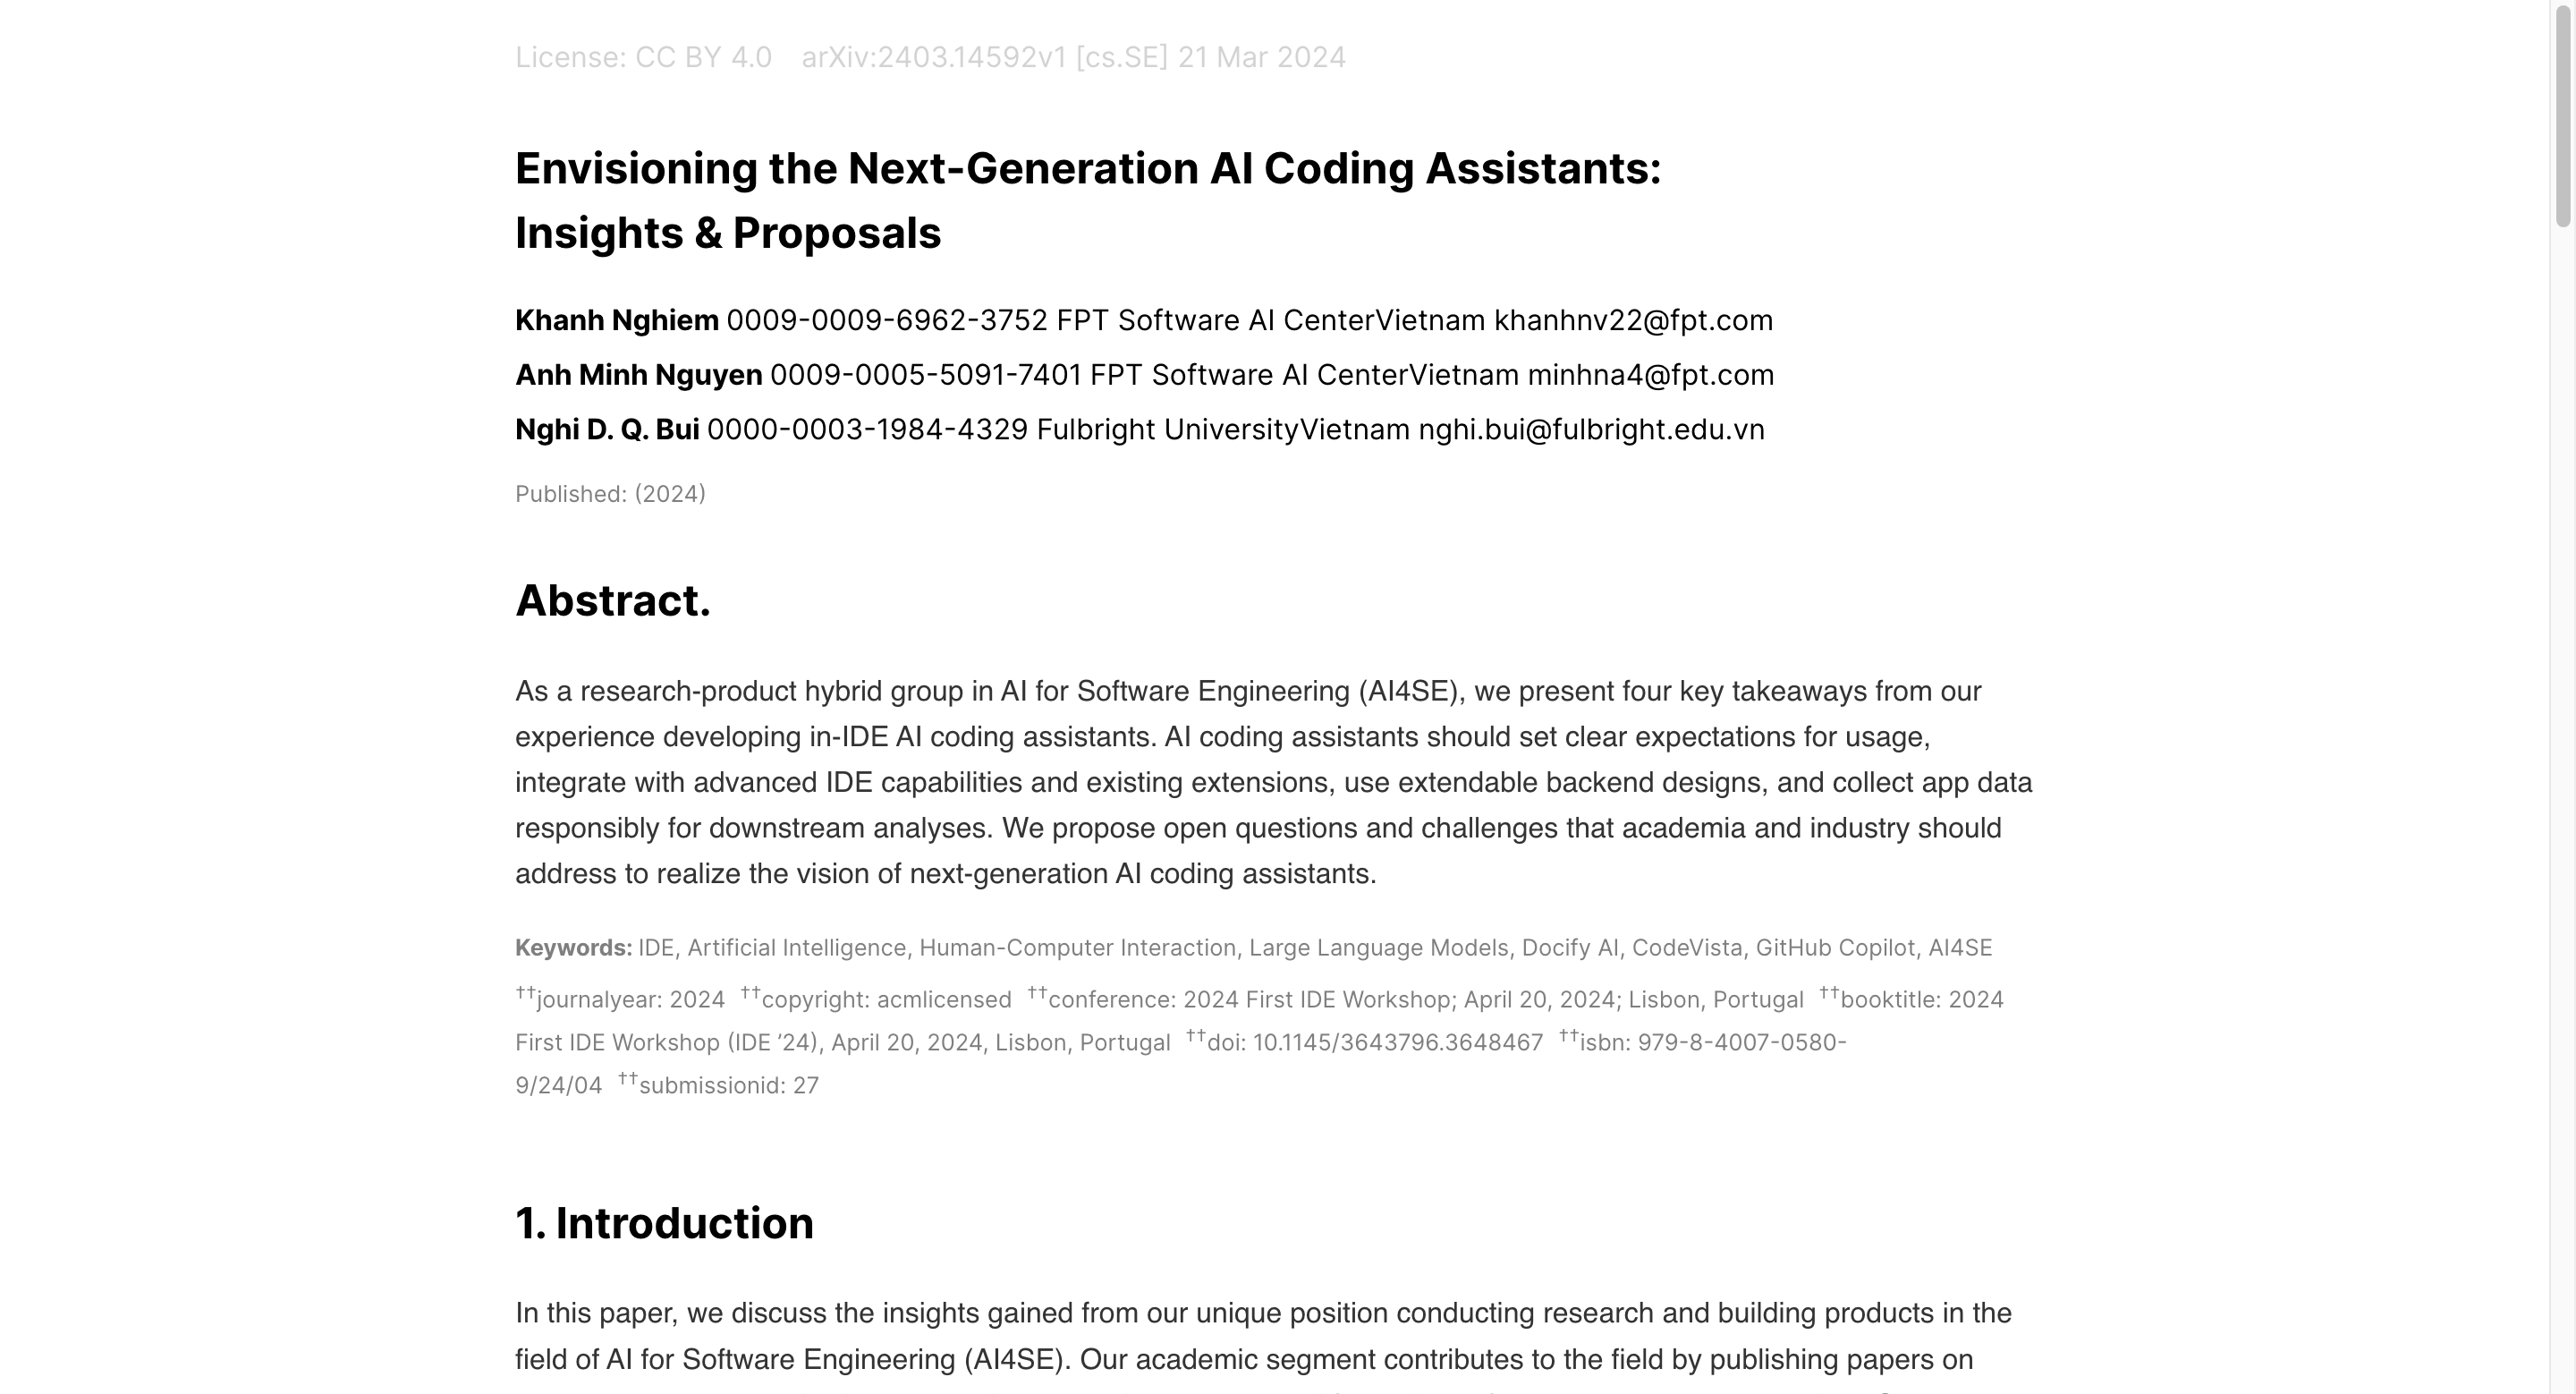 License: CC BY 4.0 arXiv:2403.14592v1 [cs.SE] 21 Mar 2024
Envisioning the Next-Generation AI Coding Assistants:
Insights & Proposals
Khanh Nghiem 0009-0009-6962-3752 FPT Software AI CenterVietnam khanhnv22@fpt.com
Anh Minh Nguyen 0009-0005-5091-7401 FPT Software AI CenterVietnam minhna4@fpt.com
Nghi D. Q. Bui 0000-0003-1984-4329 Fulbright UniversityVietnam nghi.bui@fulbright.edu.vn
Published: (2024)
Abstract.
As a research-product hybrid group in AI for Software Engineering (AI4SE), we present four key takeaways from our
experience developing in-IDE AI coding assistants. AI coding assistants should set clear expectations for usage,
integrate with advanced IDE capabilities and existing extensions, use extendable backend designs, and collect app data
responsibly for downstream analyses. We propose open questions and challenges that academia and industry should
address to realize the vision of next-generation AI coding assistants.
Keywords: IDE, Artificial Intelligence, Human-Computer Interaction, Large Language Models, Docify AI, CodeVista, GitHub Copilot, AI4SE
††journalyear: 2024 ††copyright: acmlicensed ††conference: 2024 First IDE Workshop; April 20, 2024; Lisbon, Portugal ††booktitle: 2024
First IDE Workshop (IDE ’24), April 20, 2024, Lisbon, Portugal ††doi: 10.1145/3643796.3648467 ††isbn: 979-8-4007-0580-
9/24/04 ††submissionid: 27
1. Introduction
In this paper, we discuss the insights gained from our unique position conducting research and building products in the
field of AI for Software Engineering (AI4SE). Our academic segment contributes to the field by publishing papers on